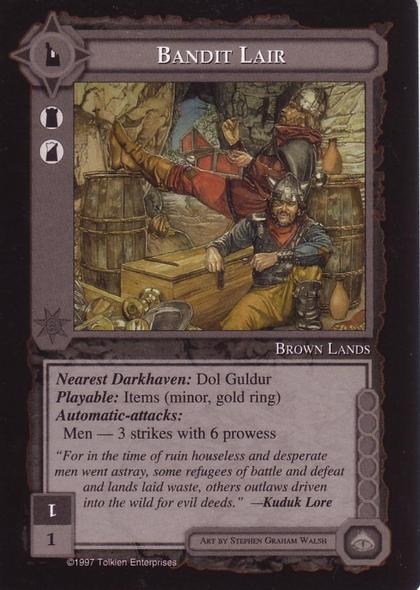 BANDIT LAIR
BROWN LANDS
Nearest Darkhaven: Dol Guldur
Playable: Items (minor, gold ring)
Automatic-attacks:
Men — 3 strikes with 6 prowess
“For in the time of ruin houseless and desperate
men went astray, some refugees of battle and defeat
and lands laid waste, others outlaws driven
into the wild for evil deeds.” —Kuduk Lore
1
1
ART BY STEPHEN GRAHAM WALSH
©1997 Tolkien Enterprises